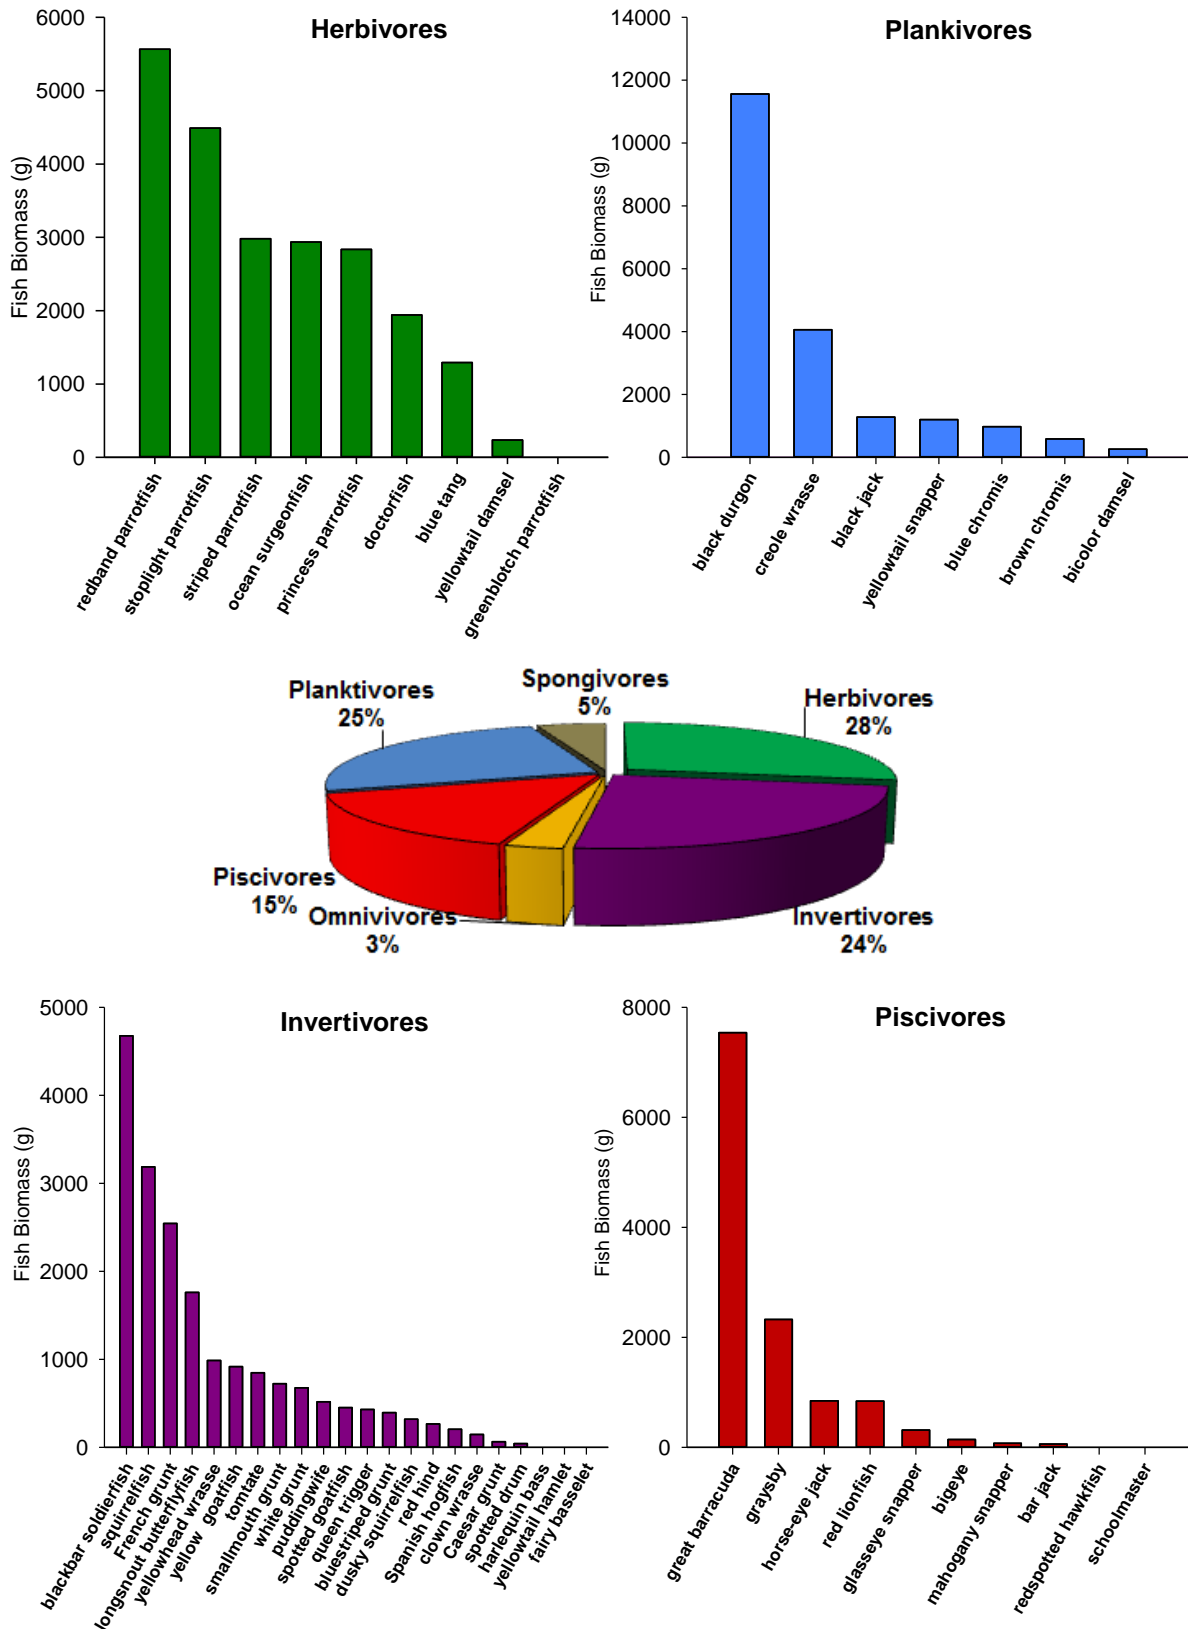 Herbivores
Fish Biomass (g)
6000
5000
4000
3000
2000
1000
0
redband parrotfish
stoplight parrotfish
striped parrotfish
ocean surgeonfish
princess parrotfish
doctorfish
blue tang
yellowtail damsel
greenblotch parrotfish
Plankivores
Fish Biomass (g)
14000
12000
10000
8000
6000
4000
2000
0
black durgon
creole wrasse
black jack
yellowtail snapper
blue chromis
brown chromis
bicolor damsel
Spongivores
5%
Planktivores
25%
Herbivores
28%
Piscivores
15%
Omnivivores
3%
Invertivores
24%
Invertivores
Fish Biomass (g)
5000
4000
3000
2000
1000
0
blackbar soldierfish
squirrelfish
French grunt
longsnout butterflyfish
yellowhead wrasse
yellow goatfish
tomtate
smallmouth grunt
white grunt
puddingwife
spotted goatfish
queen trigger
bluestriped grunt
dusky squirrelfish
red hind
Spanish hogfish
clown wrasse
Caesar grunt
spotted drum
harlequin bass
yellowtail hamlet
fairy basselet
Piscivores
Fish Biomass (g)
8000
6000
4000
2000
0
great barracuda
graysby
horse-eye jack
red lionfish
glasseye snapper
bigeye
mahogany snapper
bar jack
redspotted hawkfish
schoolmaster